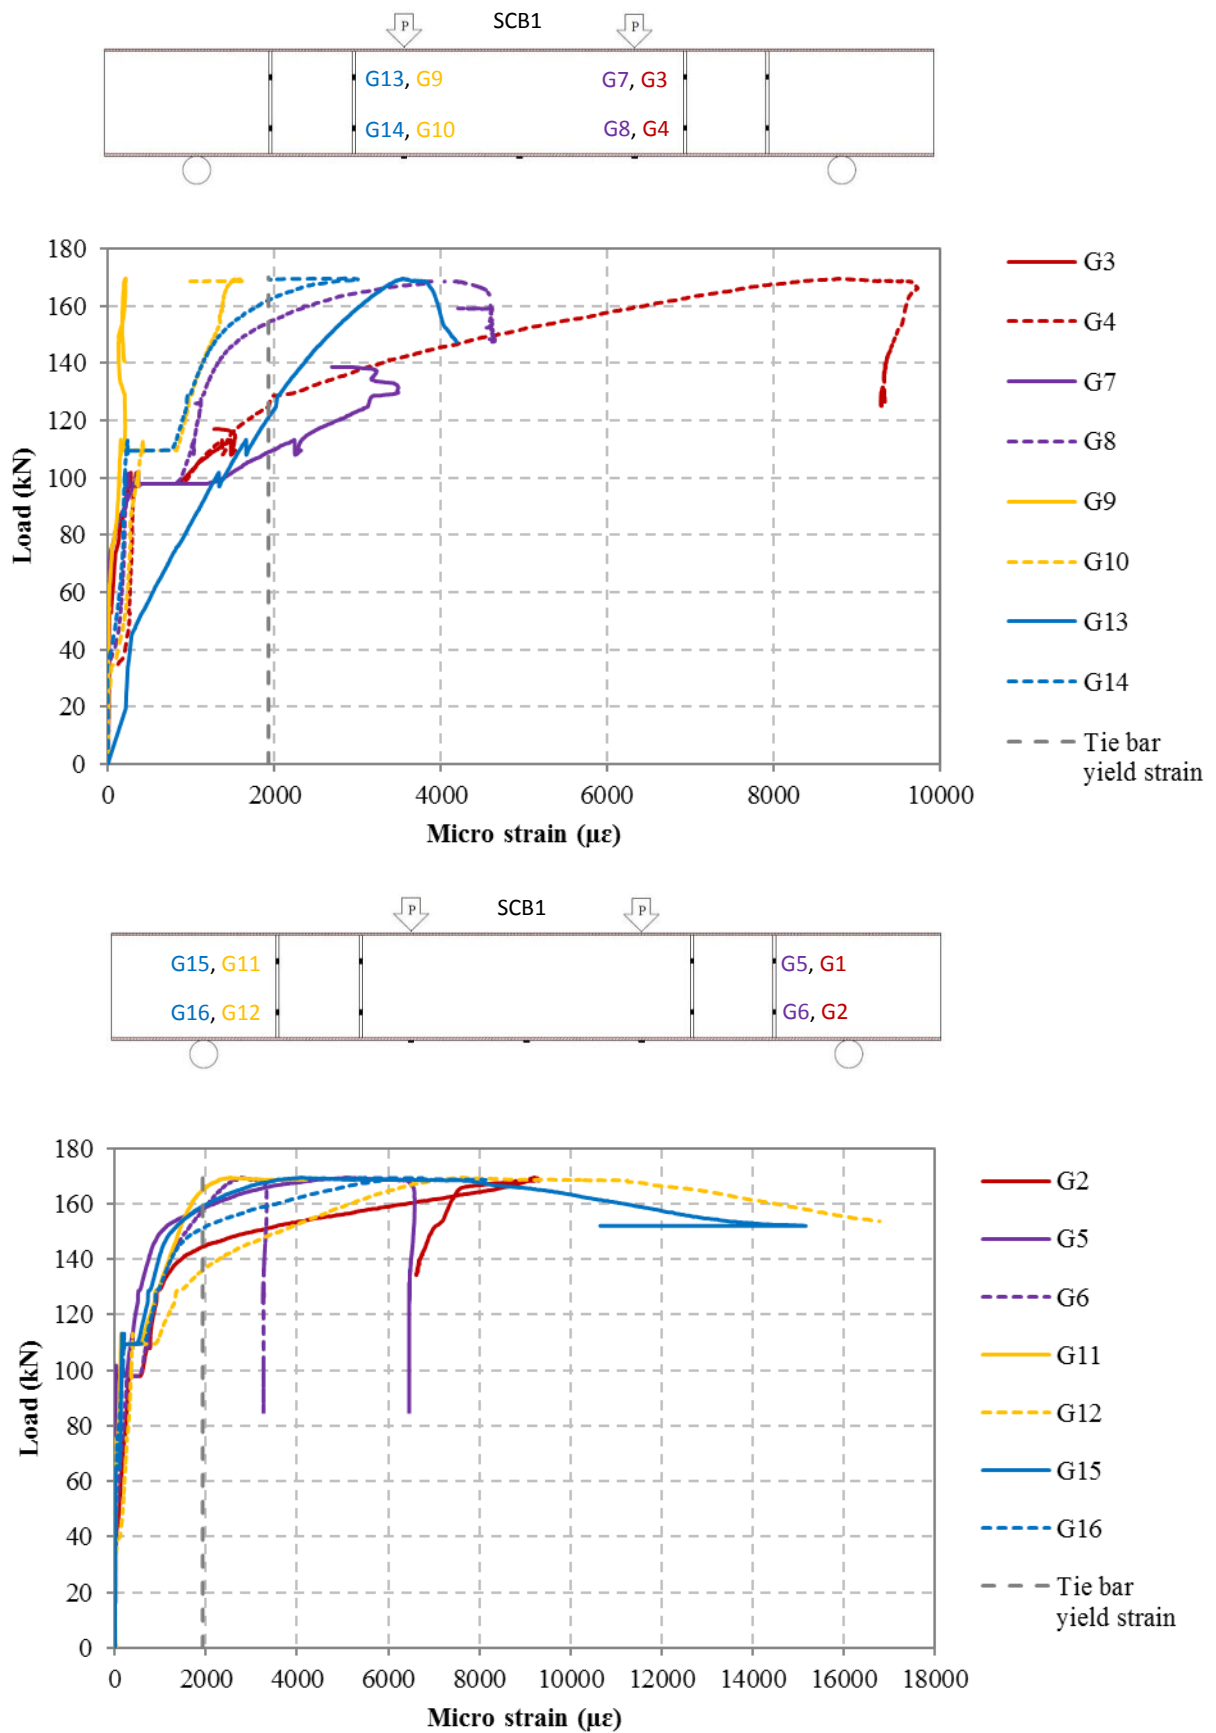 SCB1
P P
G13, G9 G7, G3
G14, G10 G8, G4
180
160
140
120
100
80
60
40
20
0
Load (kN)
0 2000 4000 6000 8000 10000
Micro strain (με)
G3
G4
G7
G8
G9
G10
G13
G14
Tie bar
yield strain
SCB1
P P
G15, G11 G5, G1
G16, G12 G6, G2
180
160
140
120
100
80
60
40
20
0
Load (kN)
0 2000 4000 6000 8000 10000 12000 14000 16000 18000
Micro strain (με)
G2
G5
G6
G11
G12
G15
G16
Tie bar
yield strain